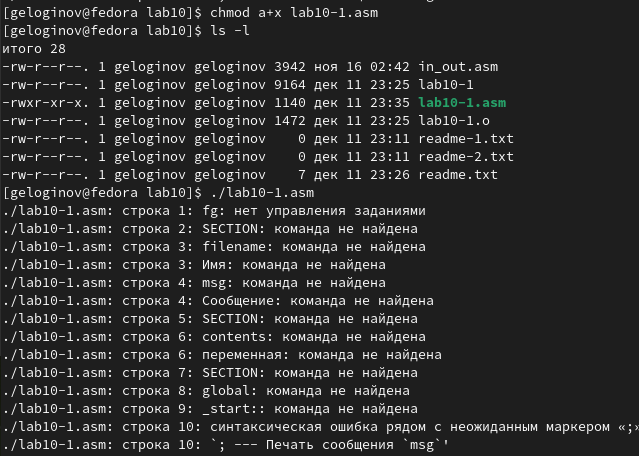 [geloginov@fedora lab10]$ chmod a+x lab10-1.asm
[geloginov@fedora lab10]$ ls -l
итого 28
-rw-r--r--. 1 geloginov geloginov 3942 ноя 16 02:42 in_out.asm
-rw-r--r--. 1 geloginov geloginov 9164 дек 11 23:25 lab10-1
-rwxr-xr-x. 1 geloginov geloginov 1140 дек 11 23:35 lab10-1.asm
-rw-r--r--. 1 geloginov geloginov 1472 дек 11 23:25 lab10-1.o
-rw-r--r--. 1 geloginov geloginov    0 дек 11 23:11 readme-1.txt
-rw-r--r--. 1 geloginov geloginov    0 дек 11 23:11 readme-2.txt
-rw-r--r--. 1 geloginov geloginov    7 дек 11 23:26 readme.txt
[geloginov@fedora lab10]$ ./lab10-1.asm
./lab10-1.asm: строка 1: fg: нет управления заданиями
./lab10-1.asm: строка 2: SECTION: команда не найдена
./lab10-1.asm: строка 3: filename: команда не найдена
./lab10-1.asm: строка 3: Имя: команда не найдена
./lab10-1.asm: строка 4: msg: команда не найдена
./lab10-1.asm: строка 4: Сообщение: команда не найдена
./lab10-1.asm: строка 5: SECTION: команда не найдена
./lab10-1.asm: строка 6: contents: команда не найдена
./lab10-1.asm: строка 6: переменная: команда не найдена
./lab10-1.asm: строка 7: SECTION: команда не найдена
./lab10-1.asm: строка 8: global: команда не найдена
./lab10-1.asm: строка 9: _start:: команда не найдена
./lab10-1.asm: строка 10: синтаксическая ошибка рядом с неожиданным маркером «;»
./lab10-1.asm: строка 10: `; --- Печать сообщения `msg`'